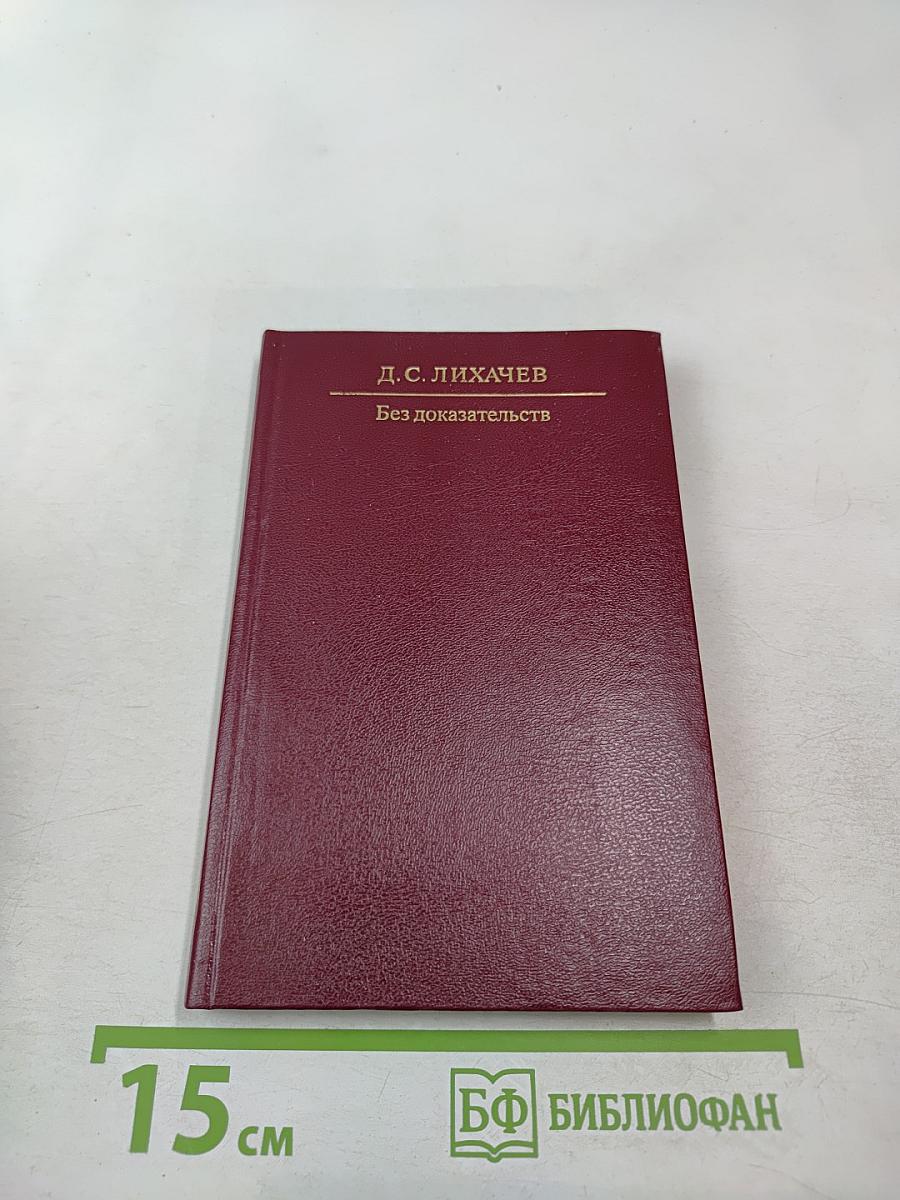 Д. С. ЛИХАЧЕВ
Без доказательств
15 см
БФ БИБЛИОФАН